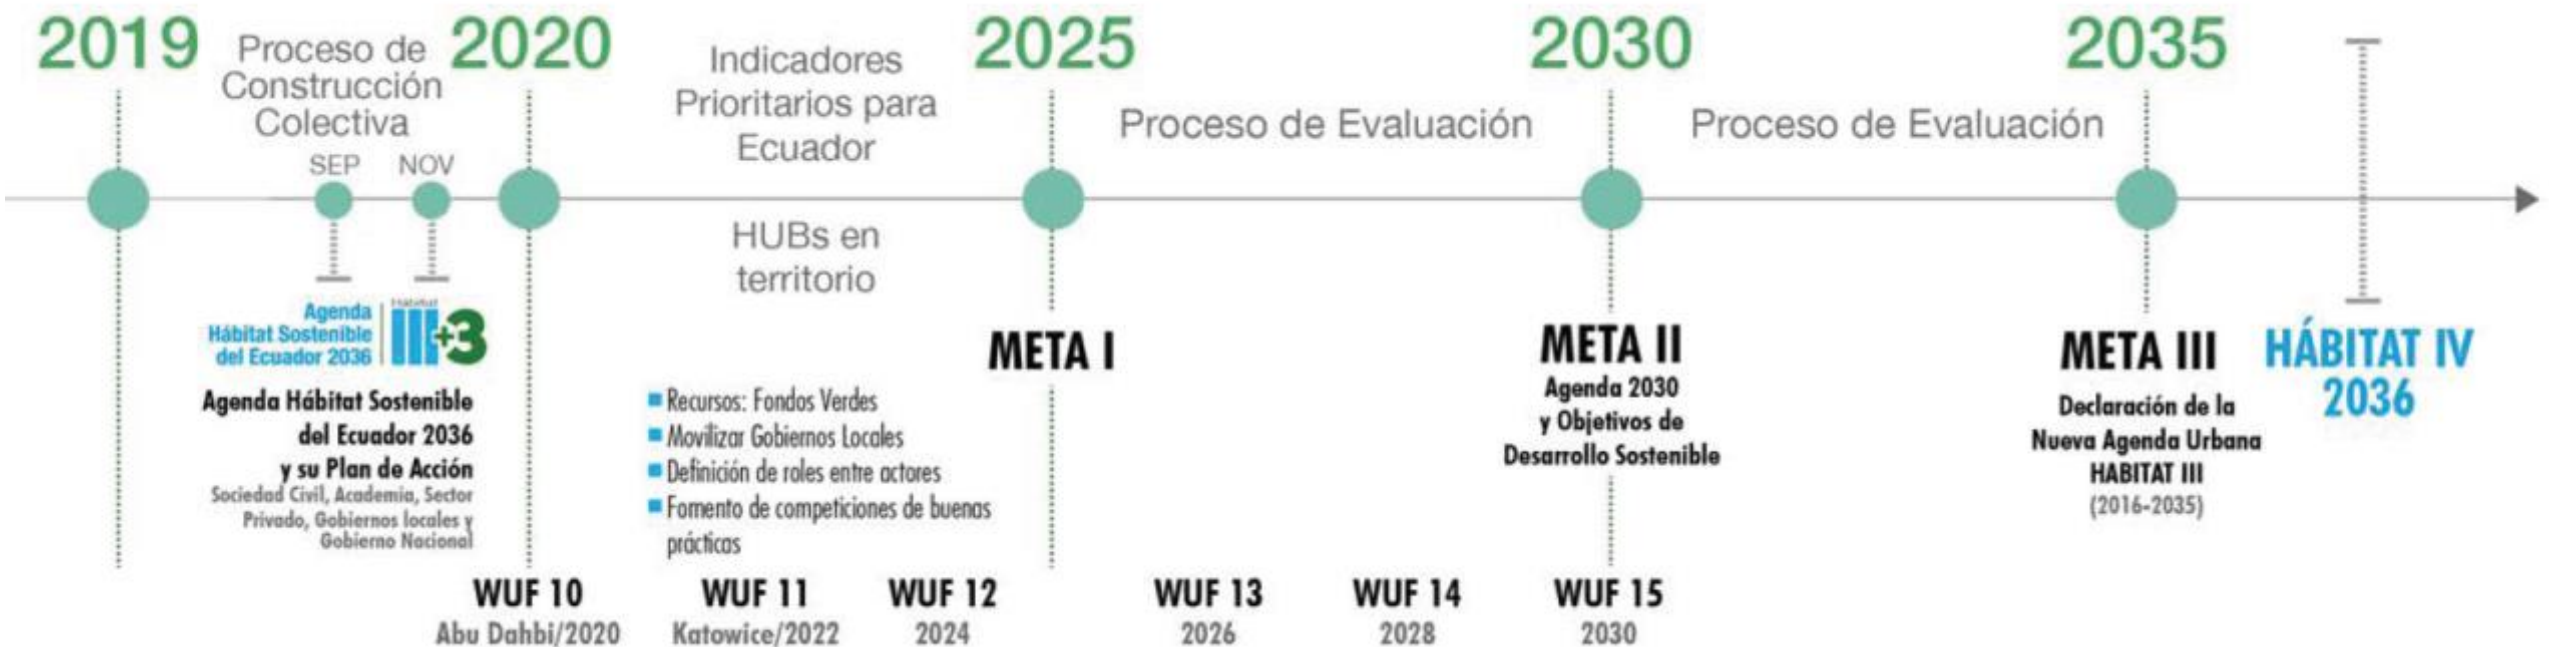 2019
Proceso de
Construcción
Colectiva
SEP
NOV
2020
Indicadores
Prioritarios para
Ecuador
HUBs en
territorio
2025
Proceso de Evaluación
2030
Proceso de Evaluación
2035
Agenda
Hábitat Sostenible
del Ecuador 2036
Hábitat
III+3
Agenda Hábitat Sostenible
del Ecuador 2036
y su Plan de Acción
Sociedad Civil, Academia, Sector
Privado, Gobiernos locales y
Gobierno Nacional
Recursos: Fondos Verdes
Movilizar Gobiernos Locales
Definición de roles entre actores
Fomento de competiciones de buenas
prácticas
META I
META II
Agenda 2030
y Objetivos de
Desarrollo Sostenible
META III
Declaración de la
Nueva Agenda Urbana
HABITAT III
(2016-2035)
HÁBITAT IV
2036
WUF 10
Abu Dahbi/2020
WUF 11
Katowice/2022
WUF 12
2024
WUF 13
2026
WUF 14
2028
WUF 15
2030